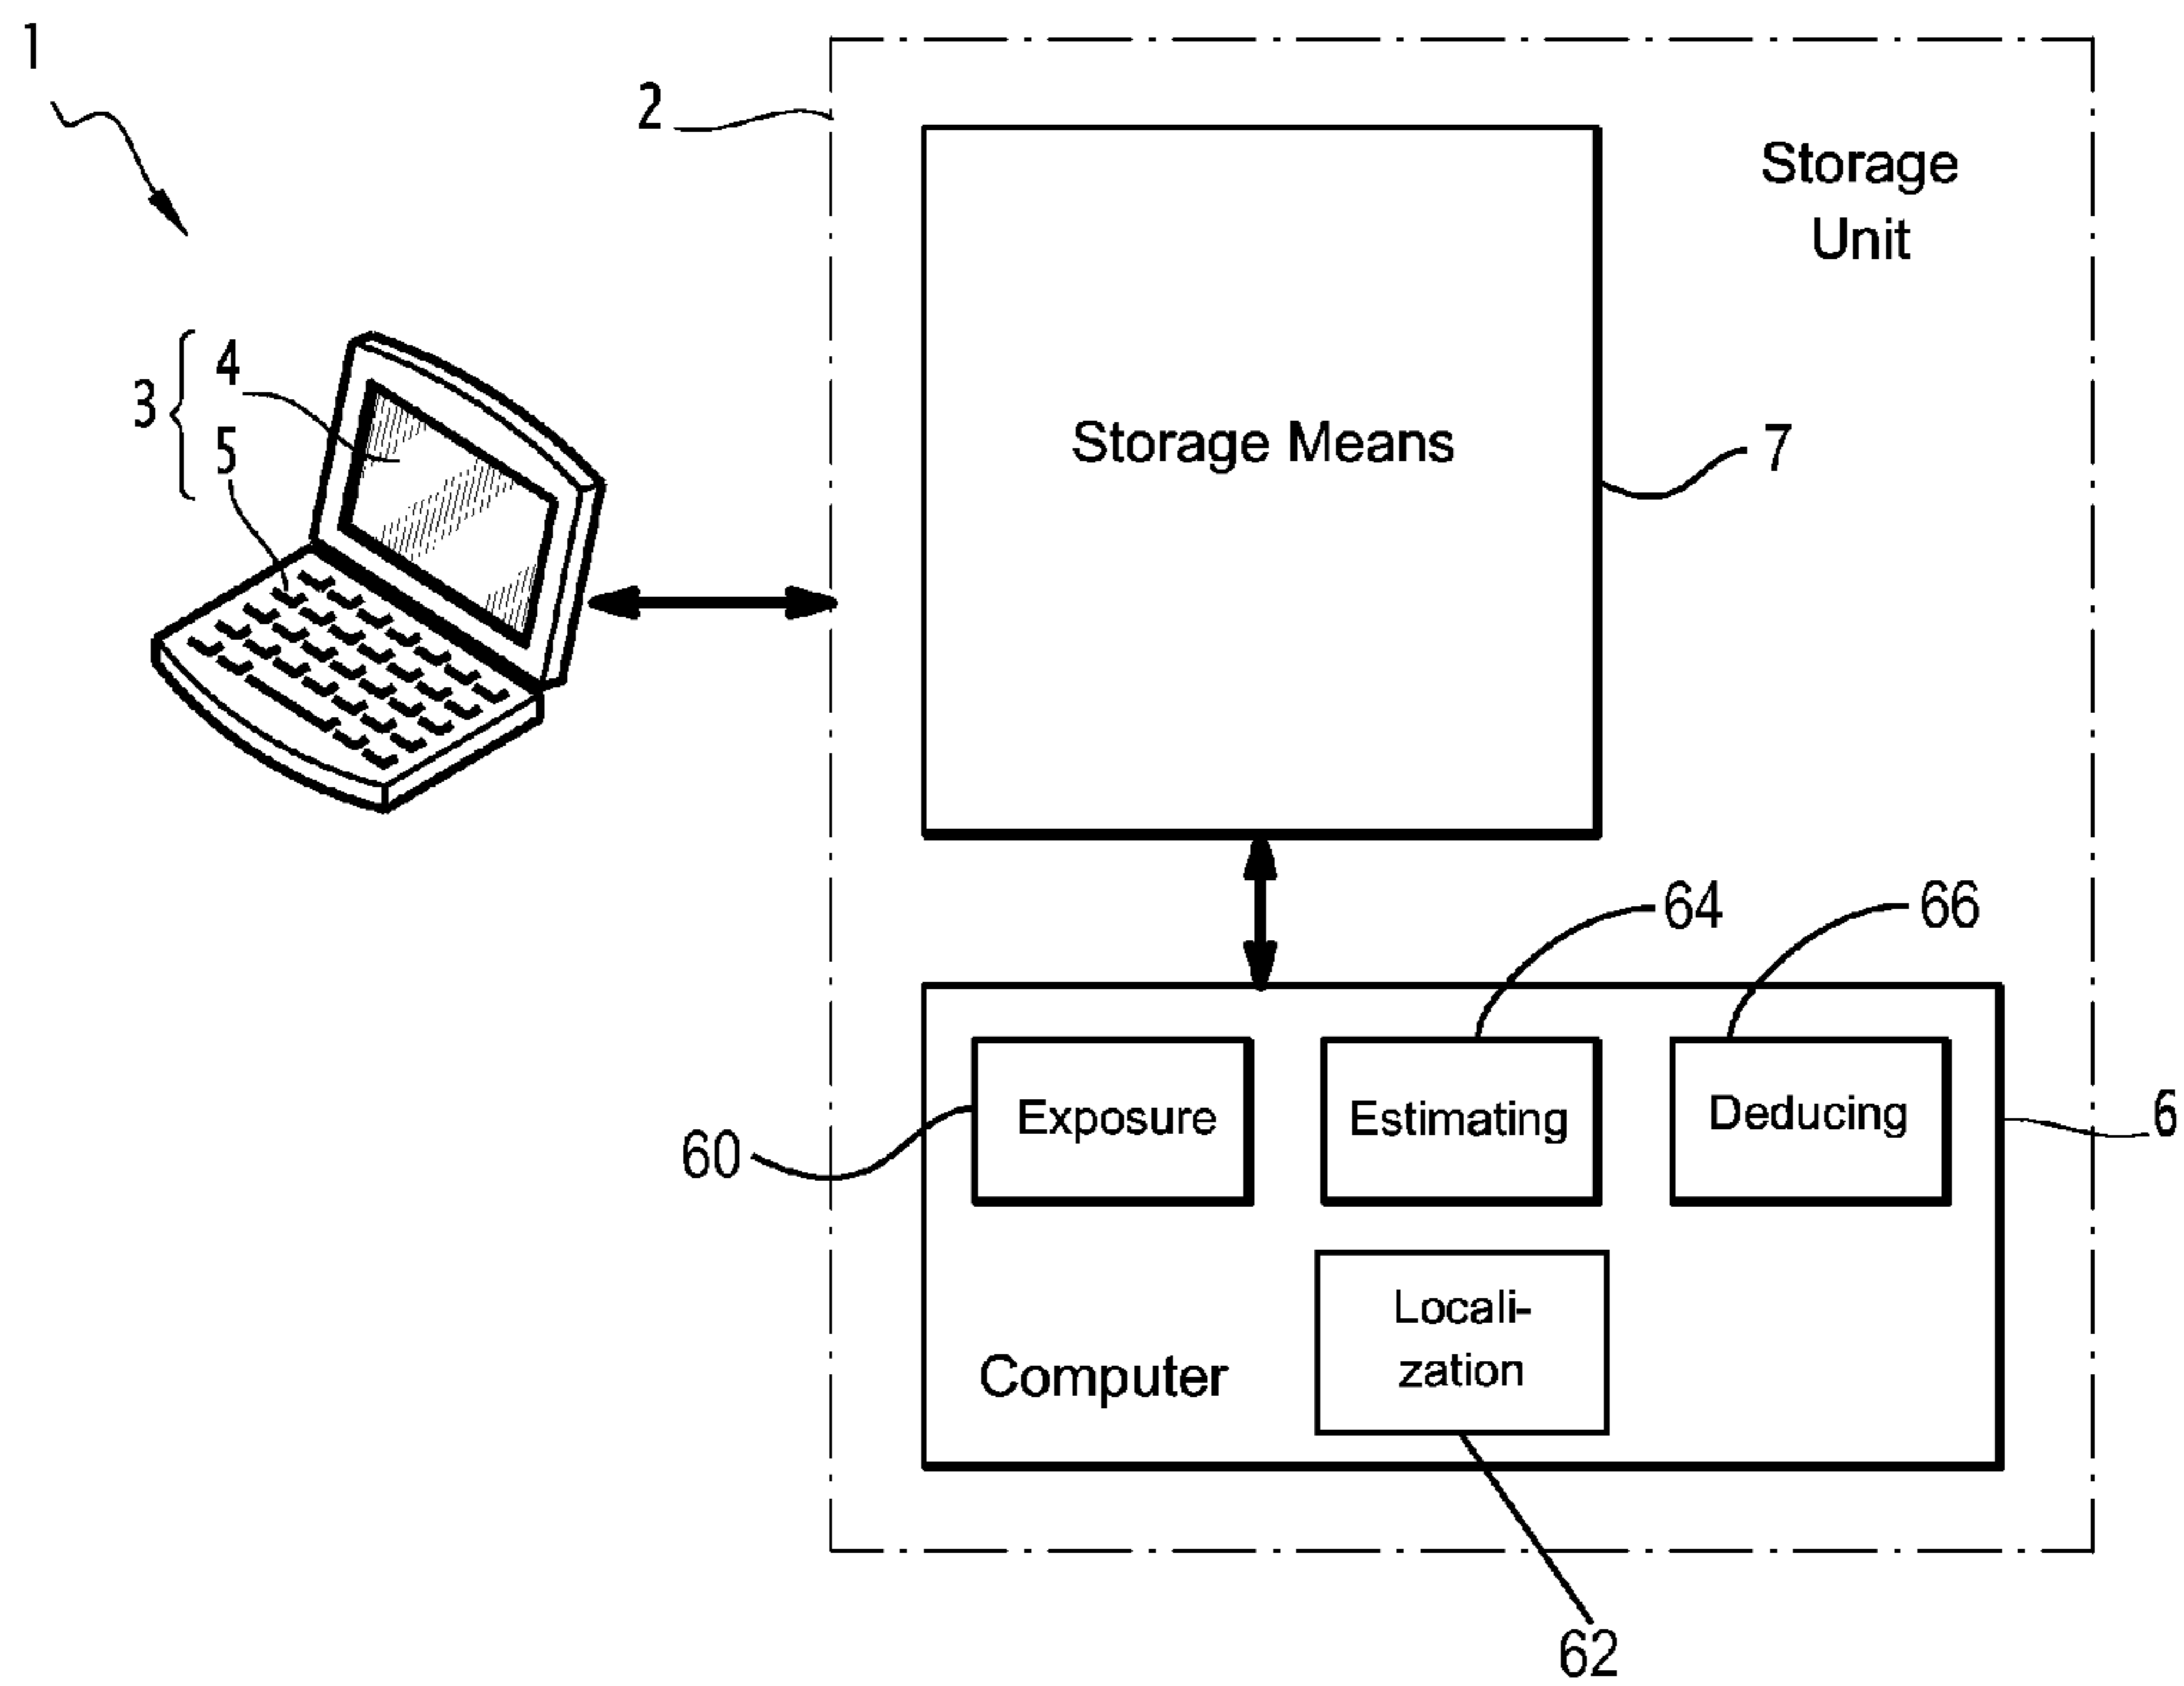 1
2
Storage
Unit
3
4
5
Storage Means
7
64
66
Exposure
Estimating
Deducing
6
60
Locali-
zation
Computer
62